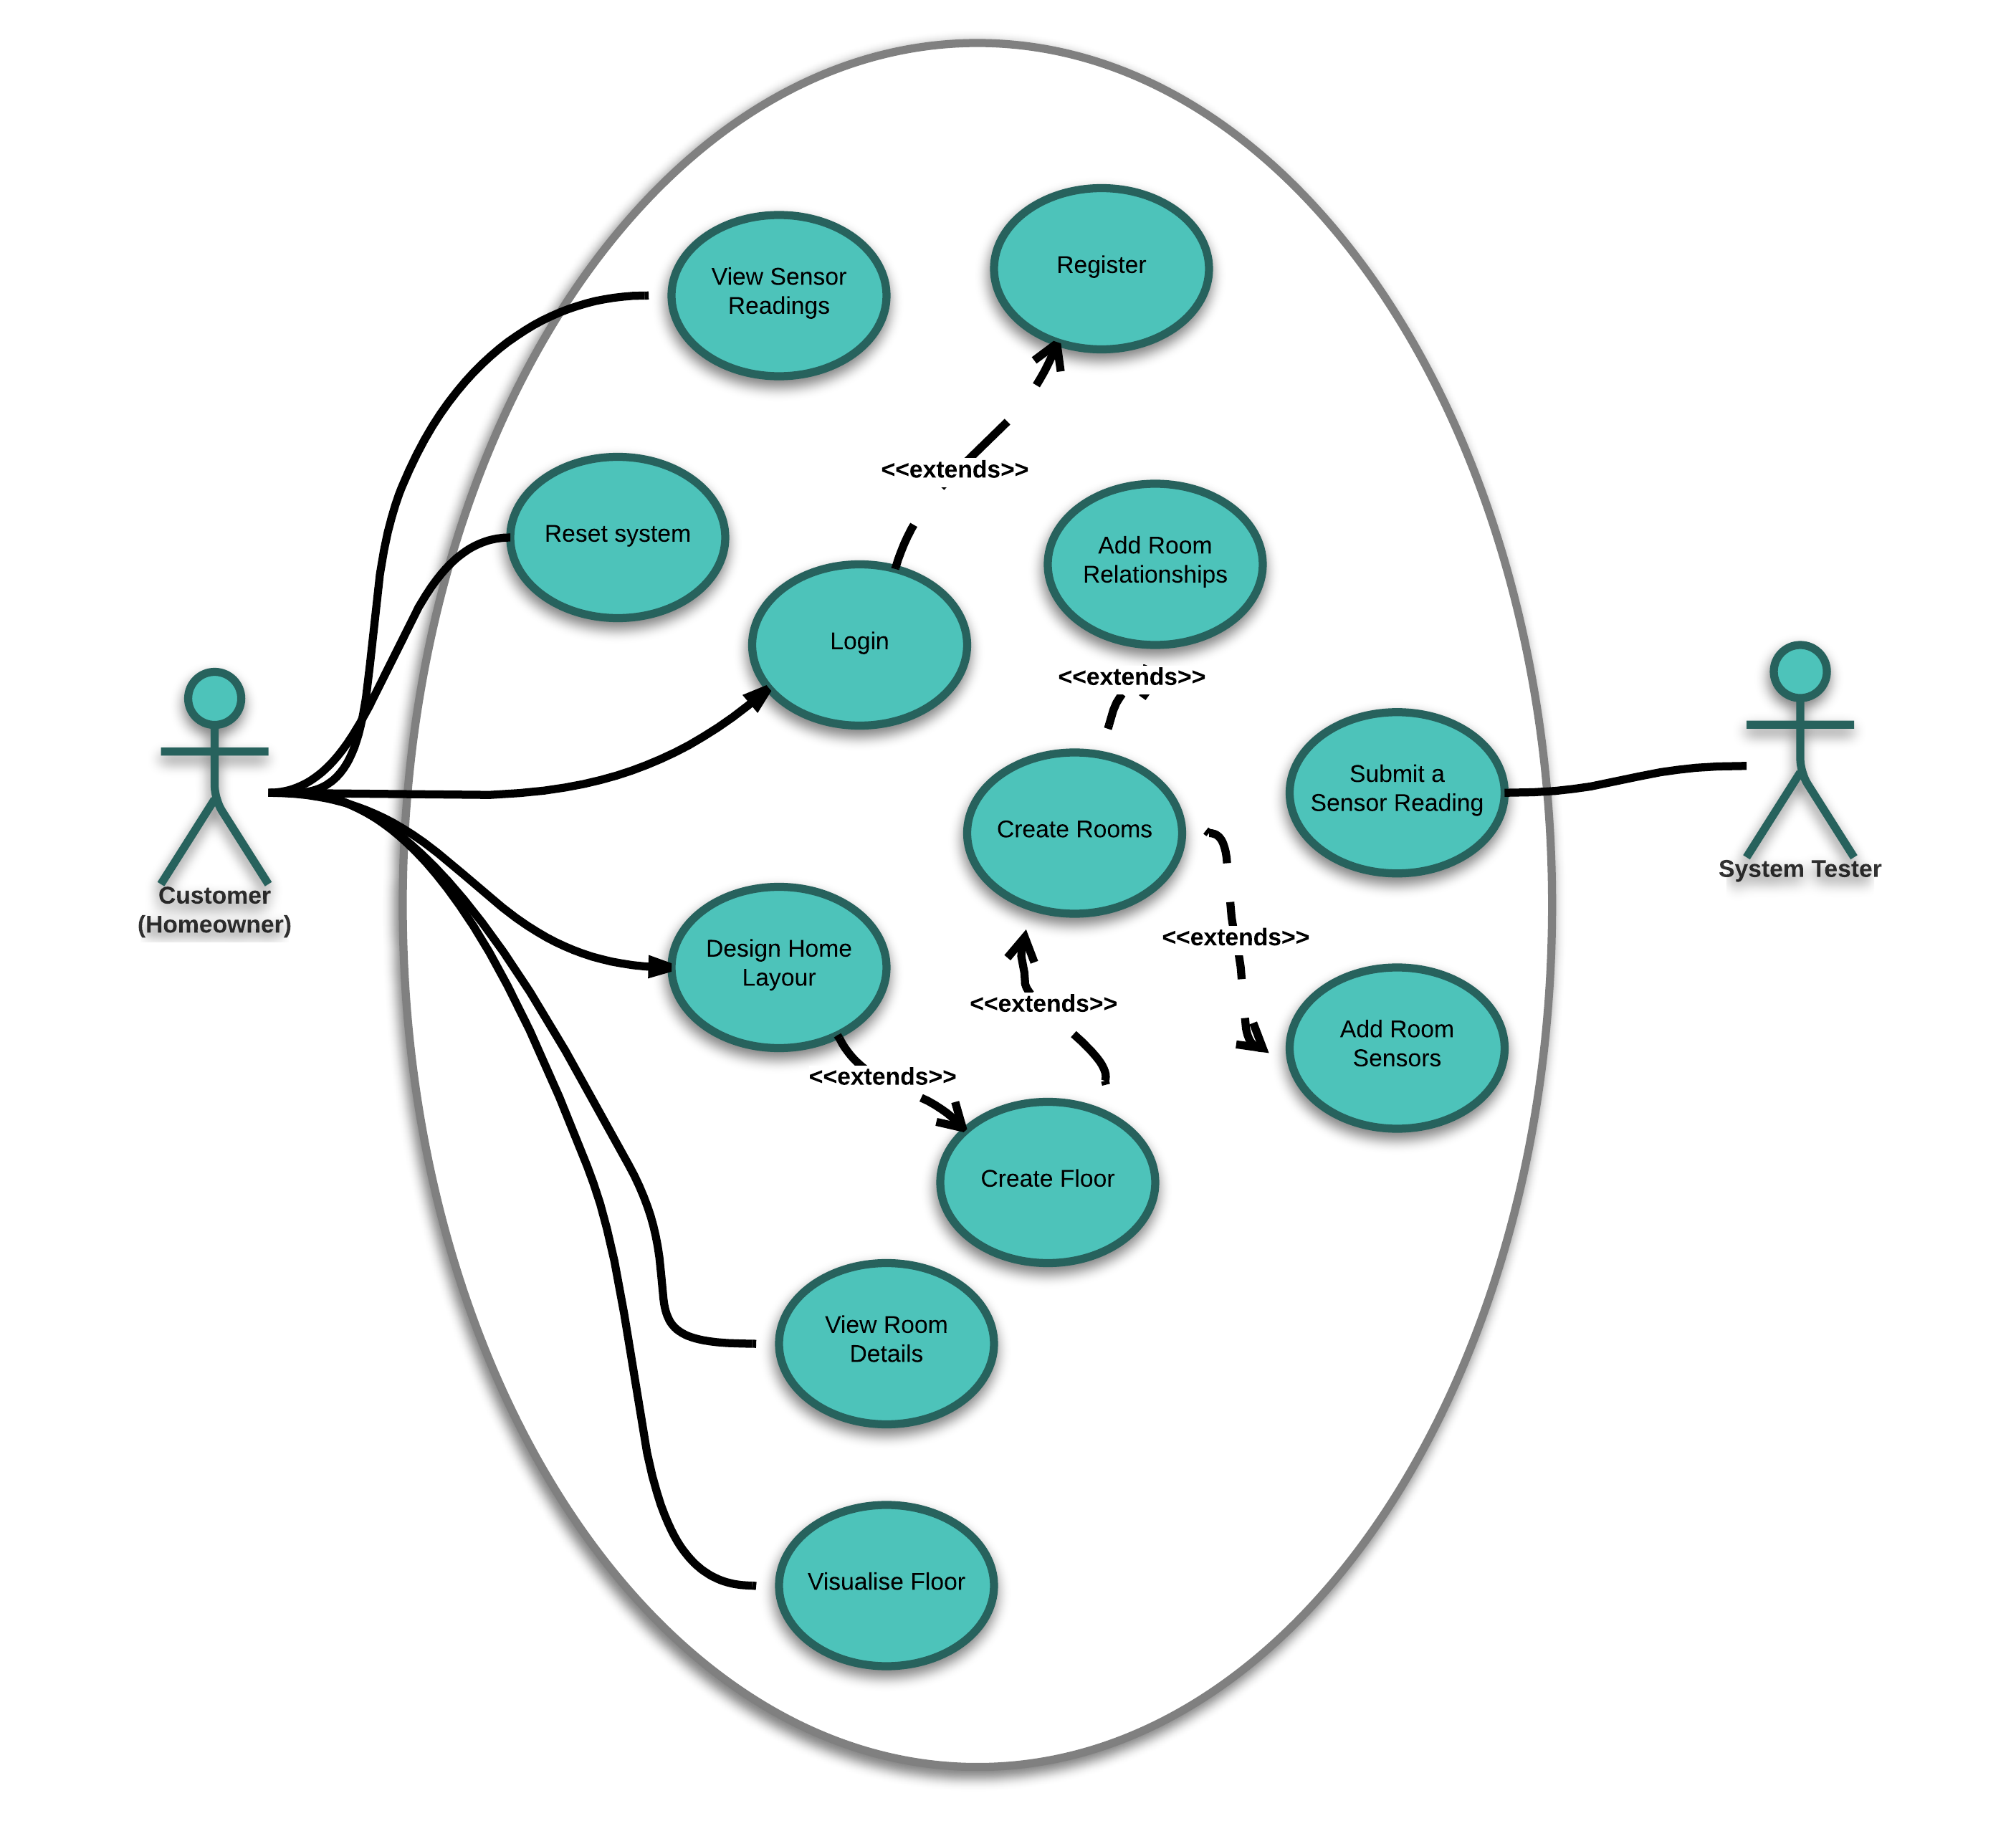 View Sensor
Readings
Register
<<extends>>
Reset system
Add Room
Relationships
Login
<<extends>>
Submit a
Sensor Reading
Create Rooms
System Tester
Customer
(Homeowner)
<<extends>>
Design Home
Layour
<<extends>>
Add Room
Sensors
<<extends>>
Create Floor
View Room
Details
Visualise Floor